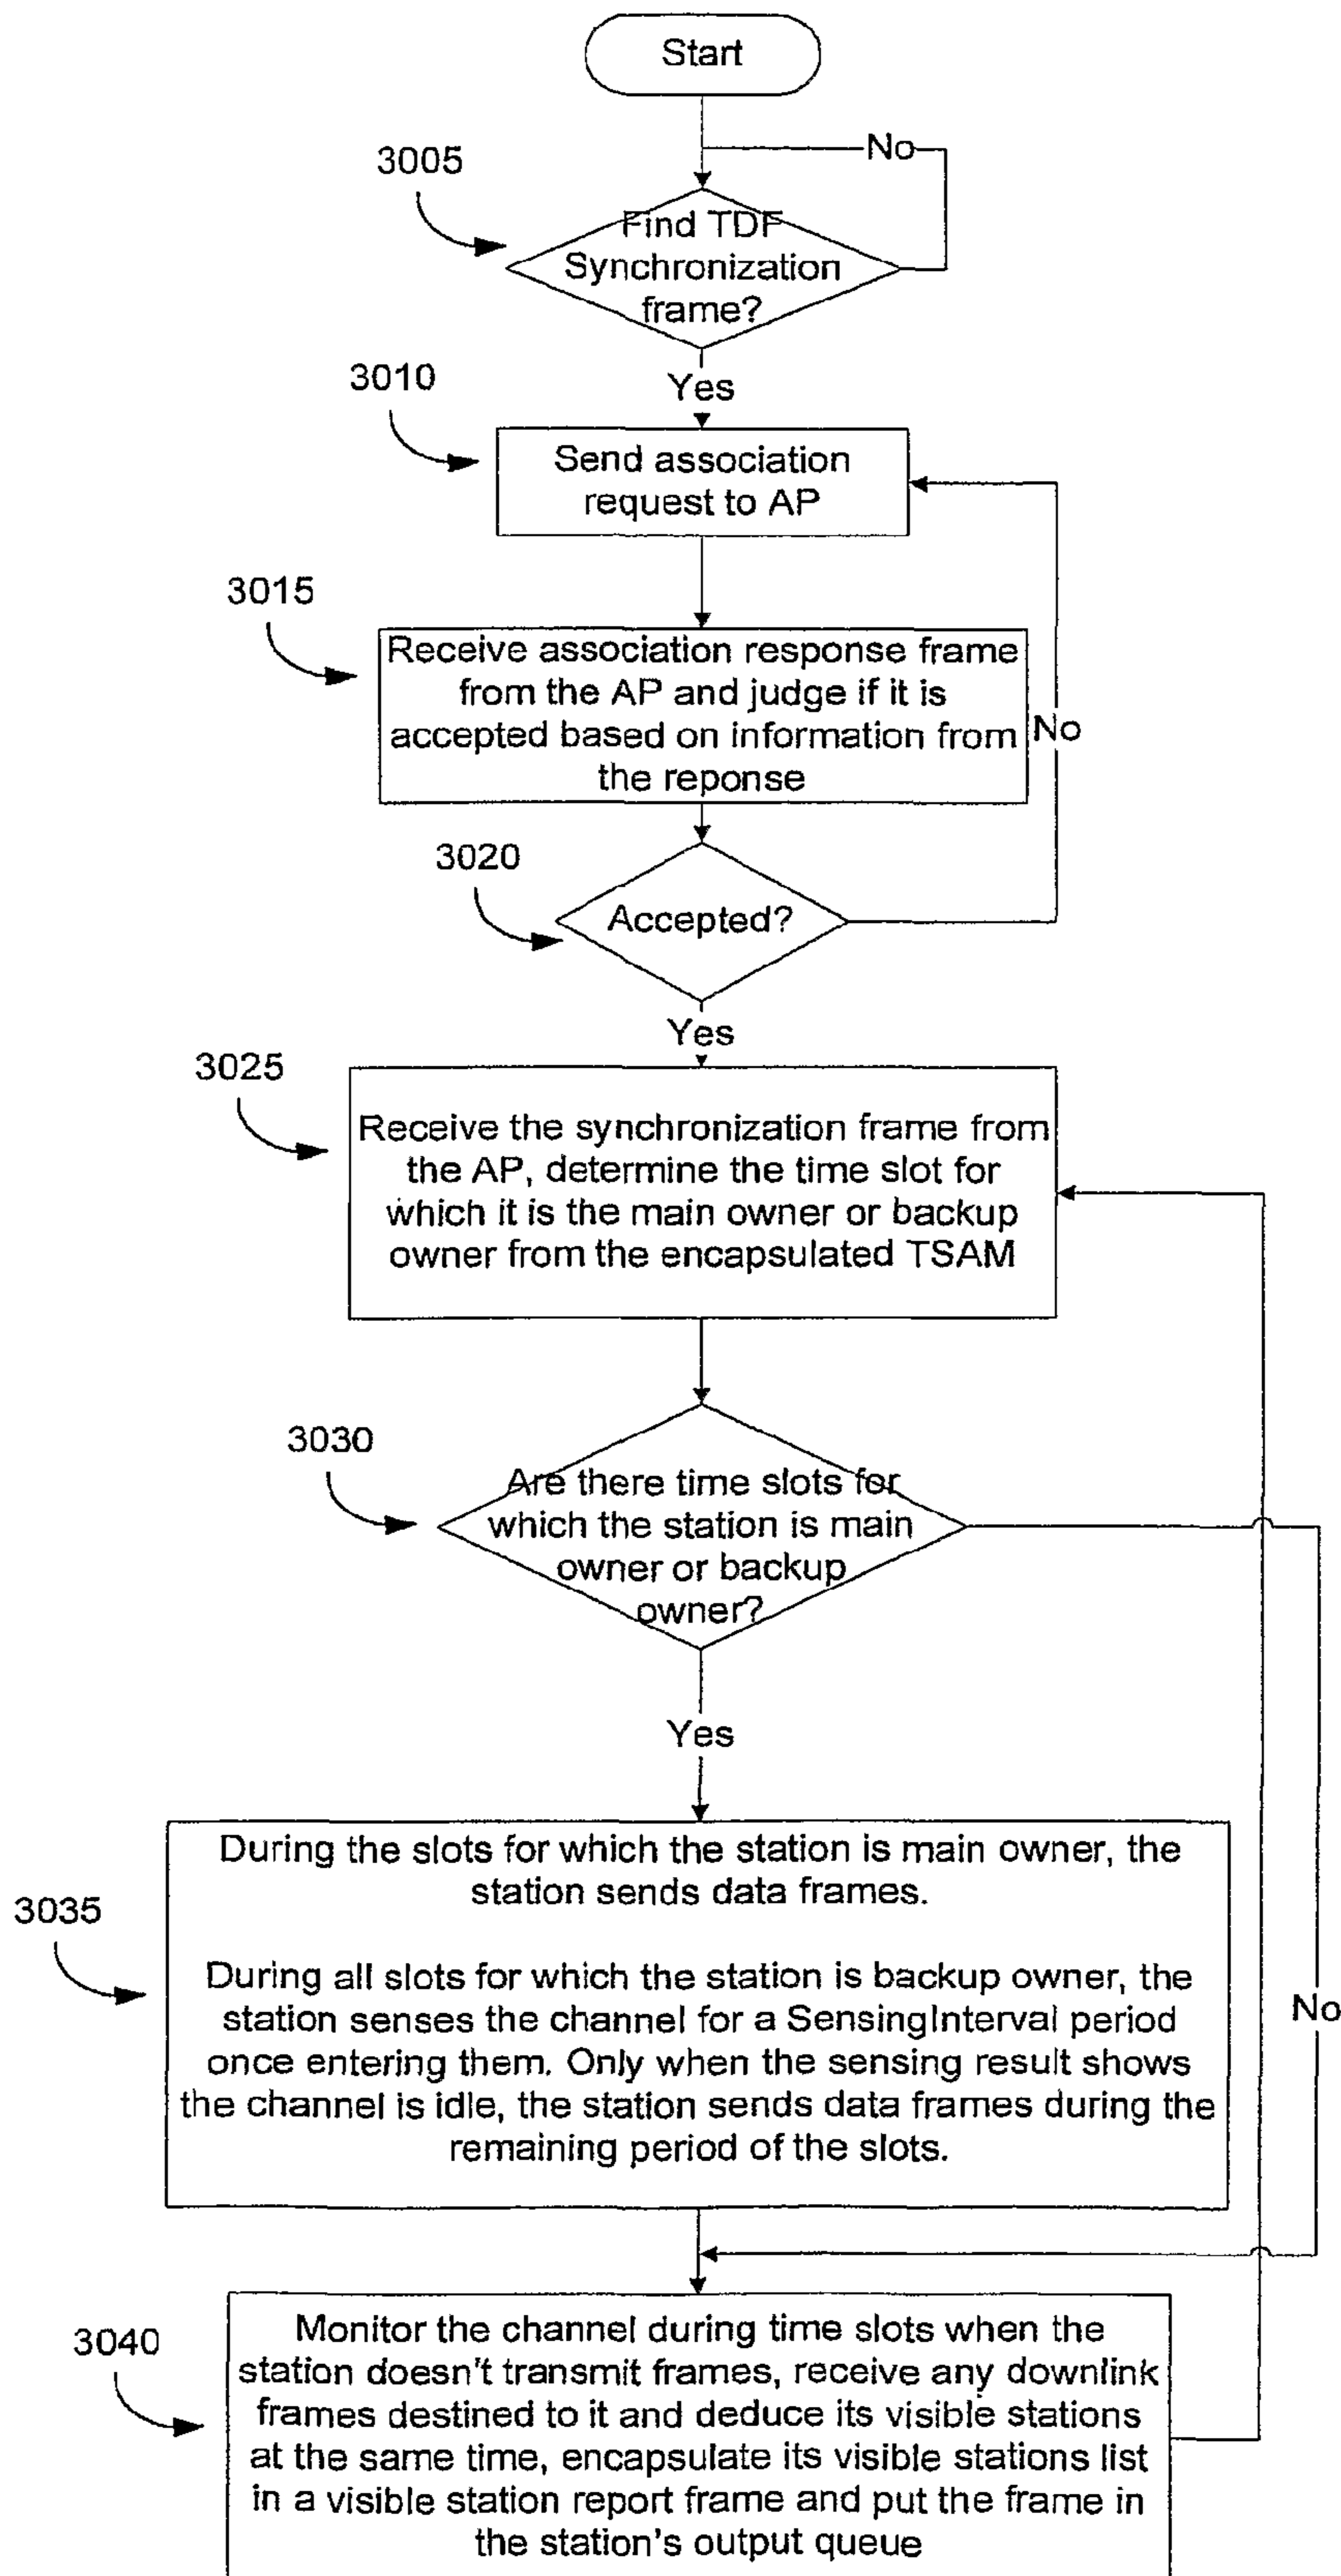 Start
No
3005
Find TDF
Synchronization
frame?
Yes
3010
Send association
request to AP
3015
Receive association response frame
from the AP and judge if it is
accepted based on information from
the reponse
No
3020
Accepted?
Yes
3025
Receive the synchronization frame from
the AP, determine the time slot for
which it is the main owner or backup
owner from the encapsulated TSAM
3030
Are there time slots for
which the station is main
owner or backup
owner?
Yes
3035
During the slots for which the station is main owner, the
station sends data frames.
During all slots for which the station is backup owner, the
station senses the channel for a SensingInterval period
once entering them. Only when the sensing result shows
the channel is idle, the station sends data frames during the
remaining period of the slots.
No
3040
Monitor the channel during time slots when the
station doesn't transmit frames, receive any downlink
frames destined to it and deduce its visible stations
at the same time, encapsulate its visible stations list
in a visible station report frame and put the frame in
the station's output queue